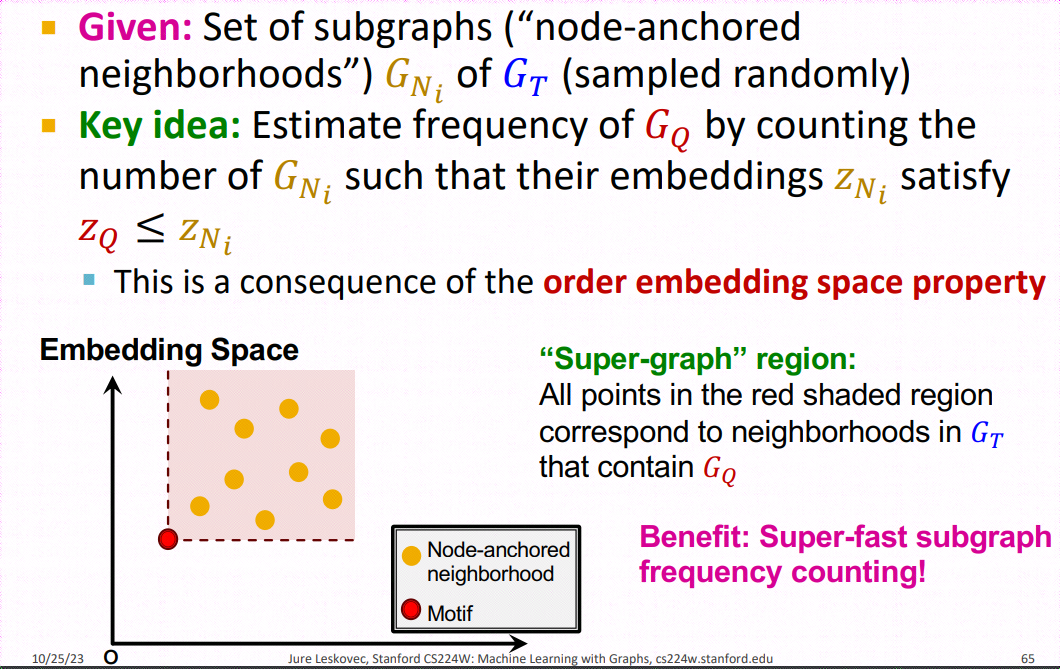 Given: Set of subgraphs (“node-anchored
neighborhoods”) G_{N_i} of G_T (sampled randomly)
Key idea: Estimate frequency of G_Q by counting the
number of G_{N_i} such that their embeddings z_{N_i} satisfy
z_Q ≤ z_{N_i}
This is a consequence of the order embedding space property
Embedding Space
“Super-graph” region:
All points in the red shaded region
correspond to neighborhoods in G_T
that contain G_Q
Node-anchored
neighborhood
Motif
Benefit: Super-fast subgraph
frequency counting!
O
10/25/23
Jure Leskovec, Stanford CS224W: Machine Learning with Graphs, cs224w.stanford.edu
65